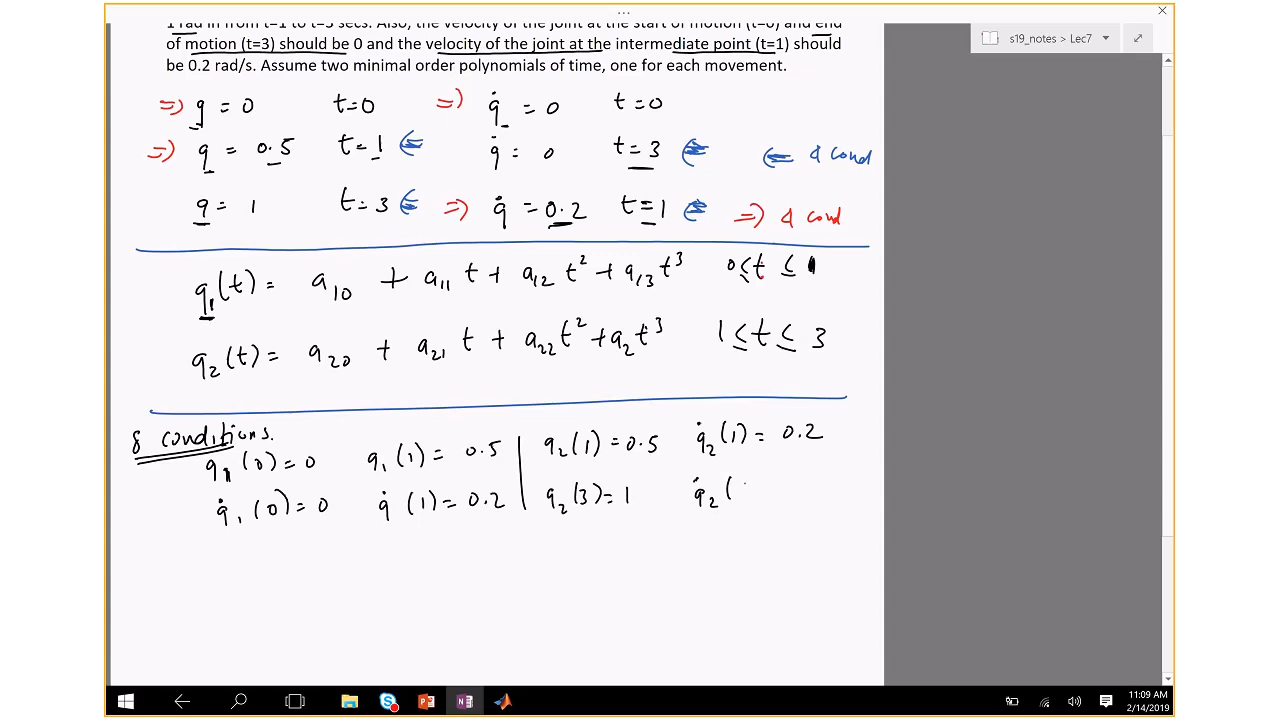 1 rad in from t=1 to t=3 secs. Also, the velocity of the joint at the start of motion (t=0) and end
of motion (t=3) should be 0 and the velocity of the joint at the intermediate point (t=1) should
be 0.2 rad/s. Assume two minimal order polynomials of time, one for each movement.
s19_notes > Lec7
=) q = 0 t=0 =) q̇ = 0 t=0
=) q = 0.5 t=1 ⇐ q̇ = 0 t=3 ⇐ ⇐ 4 cond
q = 1 t=3 ⇐ =) q̇ = 0.2 t=1 ⇐ =) 4 cond
q₁(t) = a₁₀ + a₁₁ t + a₁₂ t² + a₁₃ t³ 0 ≤ t ≤ 1
q₂(t) = a₂₀ + a₂₁ t + a₂₂ t² + a₂ t³ 1 ≤ t ≤ 3
8 conditions.
q₁(0) = 0 q₁(1) = 0.5 | q₂(1) = 0.5 q̇₂(1) = 0.2
q̇₁(0) = 0 q̇(1) = 0.2 | q₂(3) = 1 q̇₂(
11:09 AM
2/14/2019